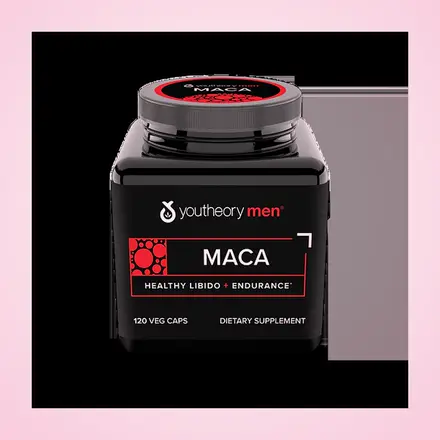 youtheory men®
MACA
youtheory men®
MACA
HEALTHY LIBIDO + ENDURANCE*
120 VEG CAPS DIETARY SUPPLEMENT